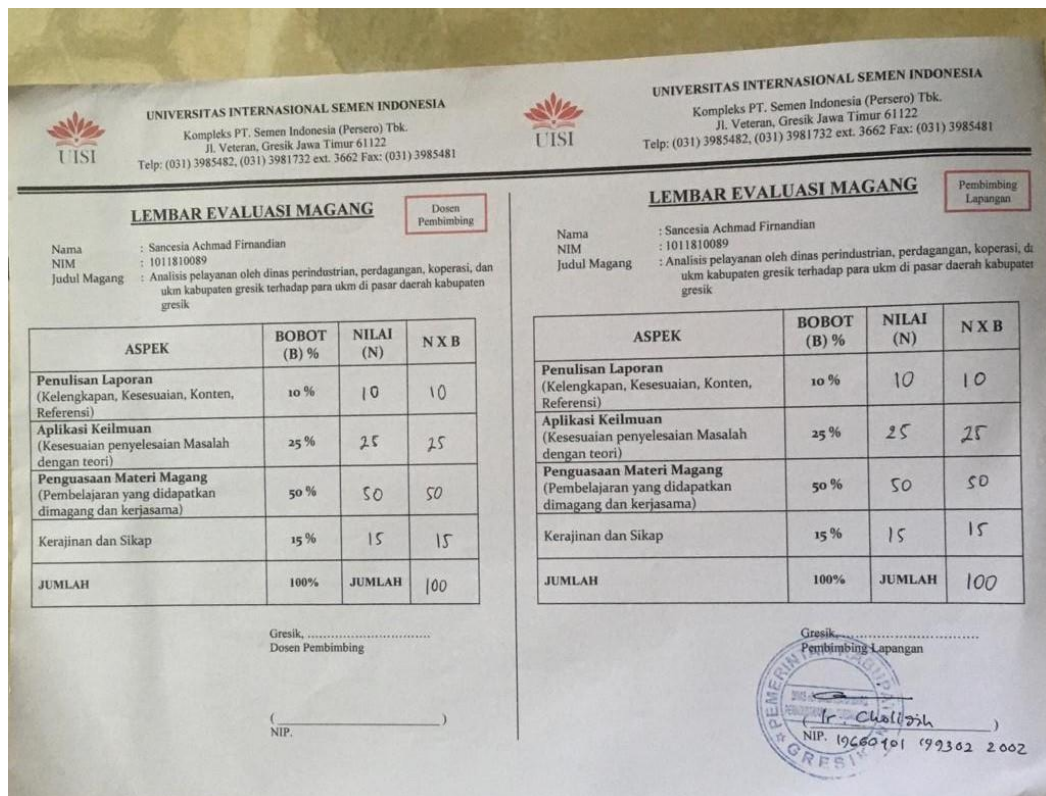 UISI
UNIVERSITAS INTERNASIONAL SEMEN INDONESIA
Kompleks PT. Semen Indonesia (Persero) Tbk.
Jl. Veteran, Gresik Jawa Timur 61122
Telp: (031) 3985482, (031) 3981732 ext. 3662 Fax: (031) 3985481
LEMBAR EVALUASI MAGANG
Dosen
Pembimbing
Nama : Sancesia Achmad Firnandian
NIM : 1011810089
Judul Magang : Analisis pelayanan oleh dinas perindustrian, perdagangan, koperasi, dan
ukm kabupaten gresik terhadap para ukm di pasar daerah kabupaten
gresik
ASPEK BOBOT (B) % NILAI (N) N X B
Penulisan Laporan
(Kelengkapan, Kesesuaian, Konten, 10 % 10 10
Referensi)
Aplikasi Keilmuan
(Kesesuaian penyelesaian Masalah 25 % 25 25
dengan teori)
Penguasaan Materi Magang
(Pembelajaran yang didapatkan 50 % 50 50
dimagang dan kerjasama)
Kerajinan dan Sikap 15 % 15 15
JUMLAH 100% JUMLAH 100
Gresik, ...............................
Dosen Pembimbing
(______________________)
NIP.
UISI
UNIVERSITAS INTERNASIONAL SEMEN INDONESIA
Kompleks PT. Semen Indonesia (Persero) Tbk.
Jl. Veteran, Gresik Jawa Timur 61122
Telp: (031) 3985482, (031) 3981732 ext. 3662 Fax: (031) 3985481
LEMBAR EVALUASI MAGANG
Pembimbing
Lapangan
Nama : Sancesia Achmad Firnandian
NIM : 1011810089
Judul Magang : Analisis pelayanan oleh dinas perindustrian, perdagangan, koperasi, da
ukm kabupaten gresik terhadap para ukm di pasar daerah kabupaten
gresik
ASPEK BOBOT (B) % NILAI (N) N X B
Penulisan Laporan
(Kelengkapan, Kesesuaian, Konten, 10 % 10 10
Referensi)
Aplikasi Keilmuan
(Kesesuaian penyelesaian Masalah 25 % 25 25
dengan teori)
Penguasaan Materi Magang
(Pembelajaran yang didapatkan 50 % 50 50
dimagang dan kerjasama)
Kerajinan dan Sikap 15 % 15 15
JUMLAH 100% JUMLAH 100
Gresik, ...............................
Pembimbing Lapangan
PEMERINTAH KABUPATEN
GRESIK
( Ir. )
NIP. 199302 2002